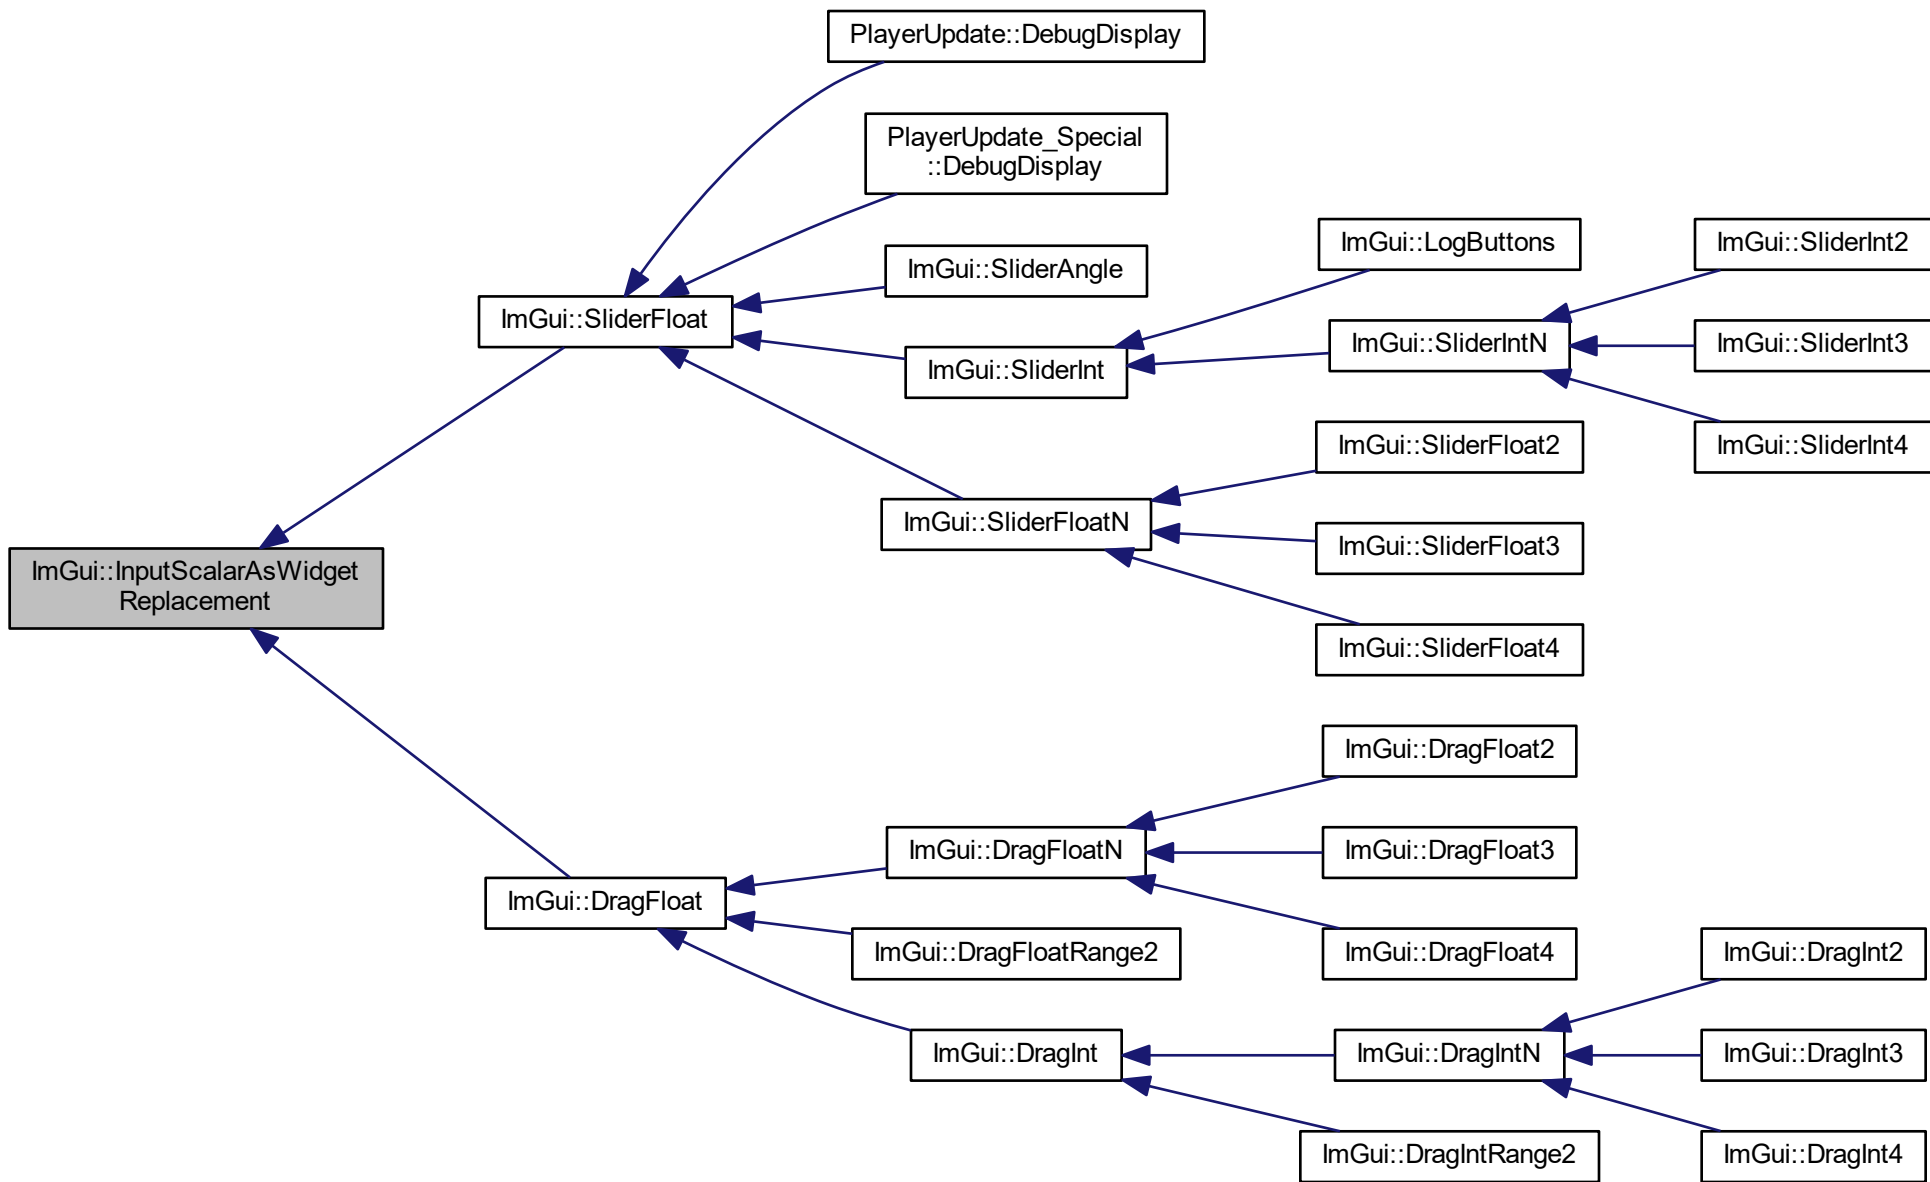 PlayerUpdate::DebugDisplay
PlayerUpdate_Special
::DebugDisplay
ImGui::LogButtons
ImGui::SliderInt2
ImGui::SliderAngle
ImGui::SliderFloat
ImGui::SliderIntN
ImGui::SliderInt3
ImGui::SliderInt
ImGui::SliderFloat2
ImGui::SliderInt4
ImGui::SliderFloatN
ImGui::SliderFloat3
ImGui::InputScalarAsWidget
Replacement
ImGui::SliderFloat4
ImGui::DragFloat2
ImGui::DragFloatN
ImGui::DragFloat3
ImGui::DragFloat
ImGui::DragFloatRange2
ImGui::DragFloat4
ImGui::DragInt2
ImGui::DragInt
ImGui::DragIntN
ImGui::DragInt3
ImGui::DragIntRange2
ImGui::DragInt4